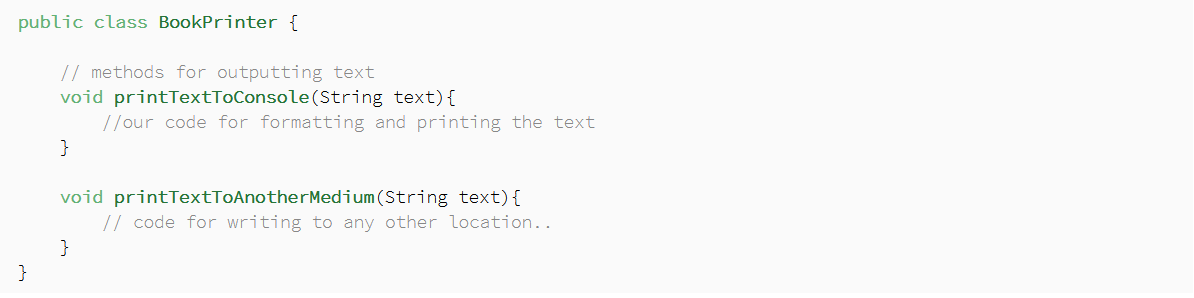 public class BookPrinter {
// methods for outputting text
void printTextToConsole(String text){
//our code for formatting and printing the text
}
void printTextToAnotherMedium(String text){
// code for writing to any other location..
}
}